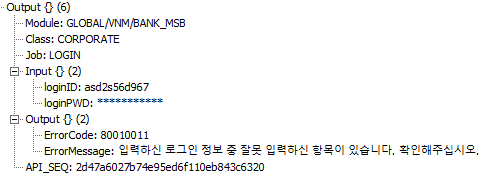 Output {} (6)
Module: GLOBAL/VNM/BANK_MSB
Class: CORPORATE
Job: LOGIN
Input {} (2)
loginID: asd2s56d967
loginPWD: ***********
Output {} (2)
ErrorCode: 80010011
ErrorMessage: 입력하신 로그인 정보 중 잘못 입력하신 항목이 있습니다. 확인해주십시오.
API_SEQ: 2d47a6027b74e95ed6f110eb843c6320